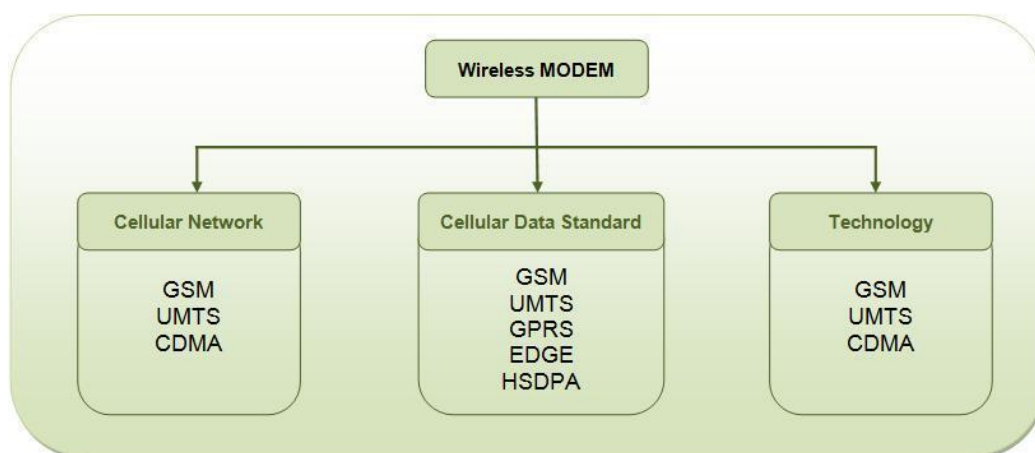 Wireless MODEM
Cellular Network
GSM
UMTS
CDMA
Cellular Data Standard
GSM
UMTS
GPRS
EDGE
HSDPA
Technology
GSM
UMTS
CDMA